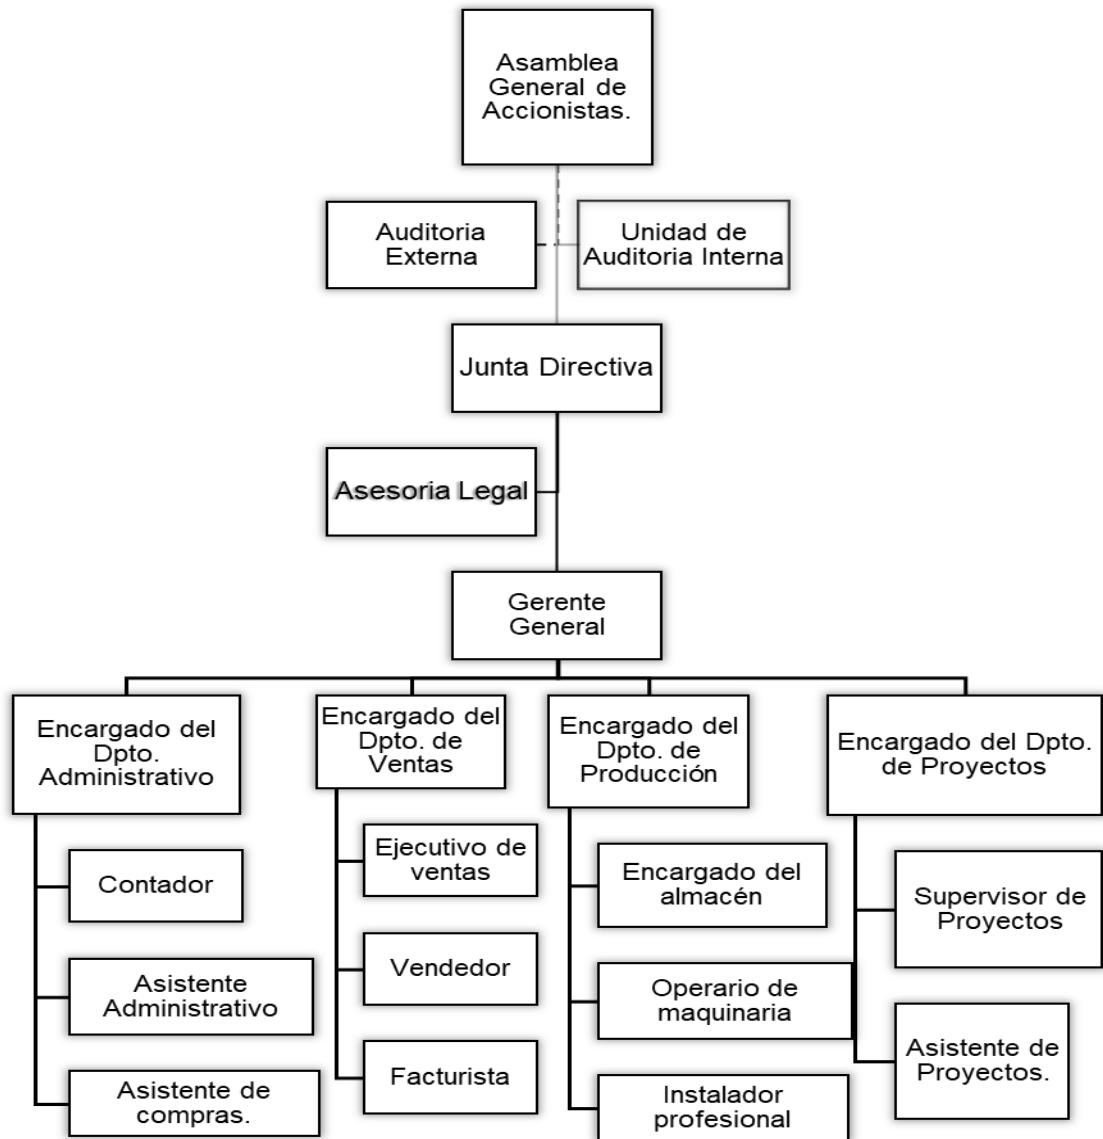 Asamblea
General de
Accionistas.
Auditoria
Externa
Unidad de
Auditoria Interna
Junta Directiva
Asesoria Legal
Gerente
General
Encargado del
Dpto.
Administrativo
Contador
Asistente
Administrativo
Asistente de
compras.
Encargado del
Dpto. de
Ventas
Ejecutivo de
ventas
Vendedor
Facturista
Encargado del
Dpto. de
Producción
Encargado del
almacén
Operario de
maquinaria
Instalador
profesional
Encargado del Dpto.
de Proyectos
Supervisor de
Proyectos
Asistente de
Proyectos.